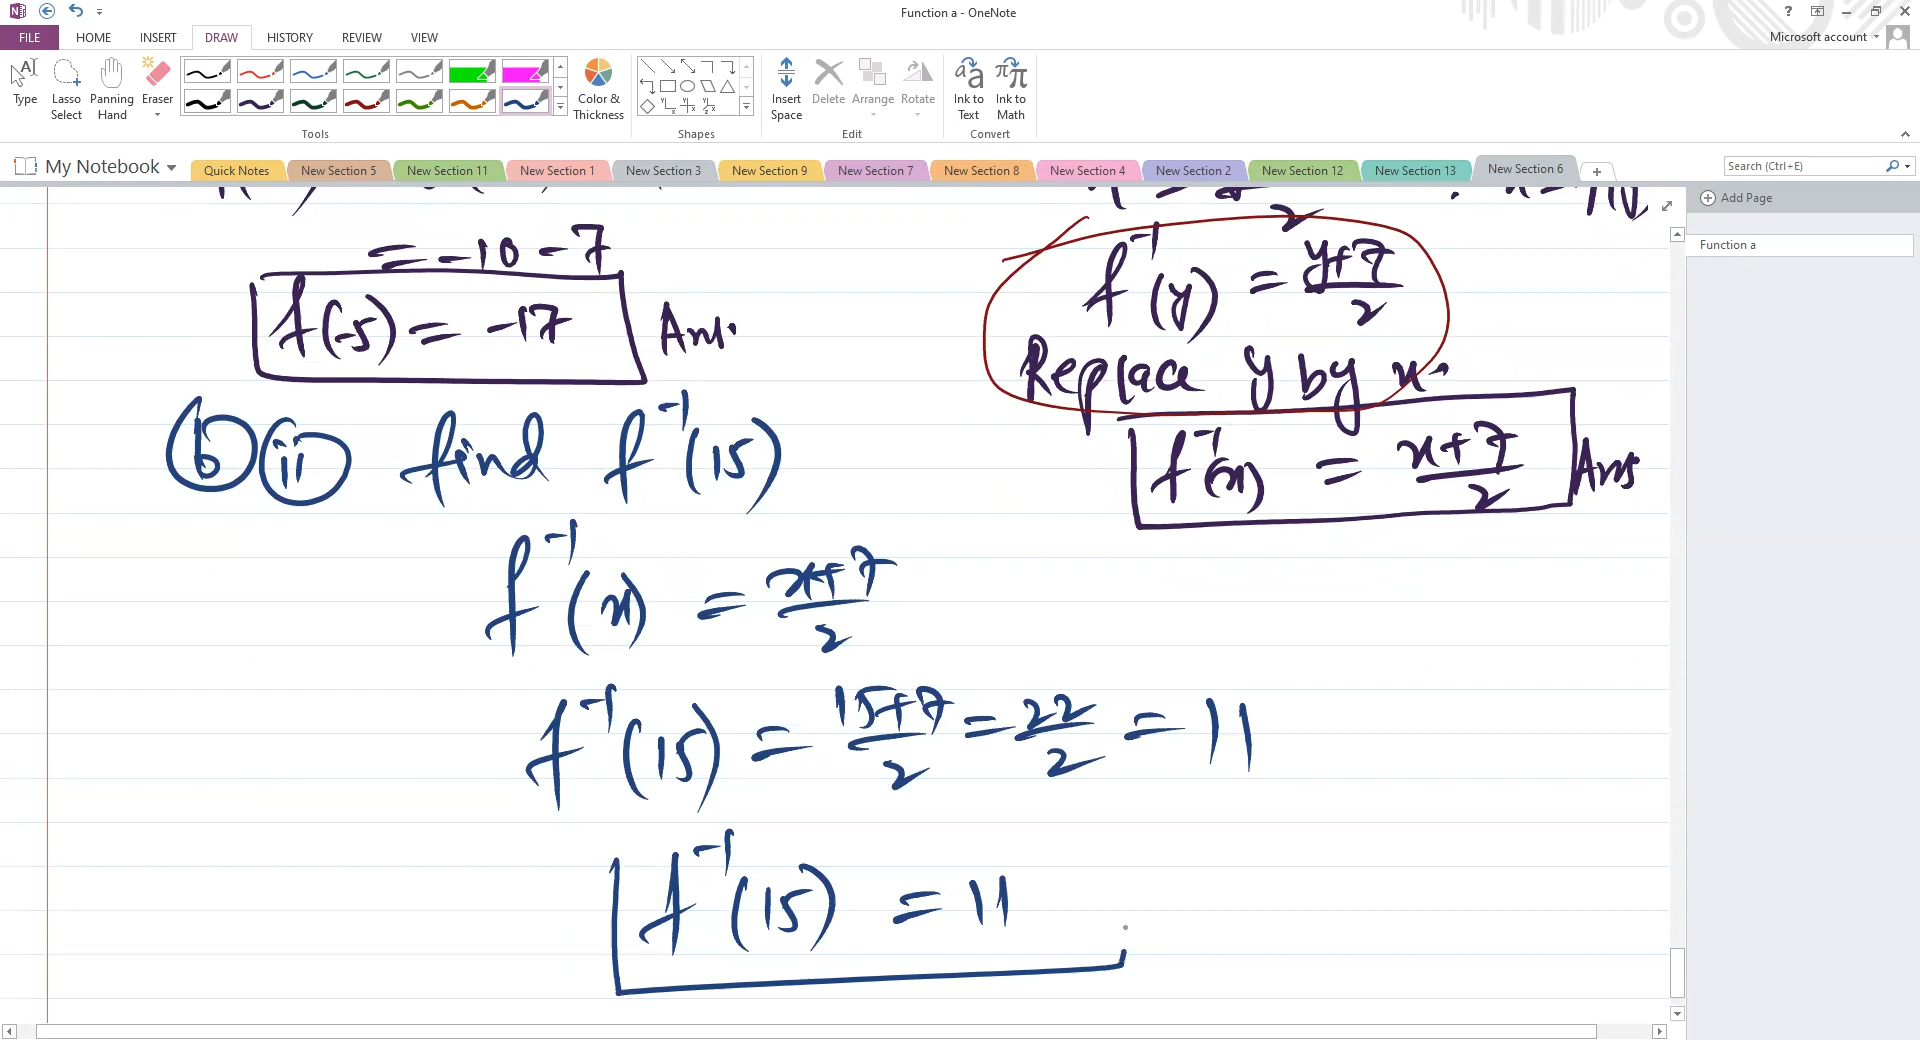 Function a - OneNote
FILE HOME INSERT DRAW HISTORY REVIEW VIEW
Microsoft account
Type
Lasso Select
Panning Hand
Eraser
Color & Thickness
Insert Space
Delete
Arrange
Rotate
Ink to Text
Ink to Math
Tools Shapes Edit Convert
My Notebook Quick Notes New Section 5 New Section 11 New Section 1 New Section 3 New Section 9 New Section 7 New Section 8 New Section 4 New Section 2 New Section 12 New Section 13 New Section 6
Search (Ctrl+E)
Add Page
Function a
= -10 - 7
f(-5) = -17 Ans.
f⁻¹(y) = (y+7)/2
Replace y by x.
f⁻¹(x) = (x+7)/2 Ans
(b) (ii) find f⁻¹(15)
f⁻¹(x) = (x+7)/2
f⁻¹(15) = (15+7)/2 = 22/2 = 11
f⁻¹(15) = 11